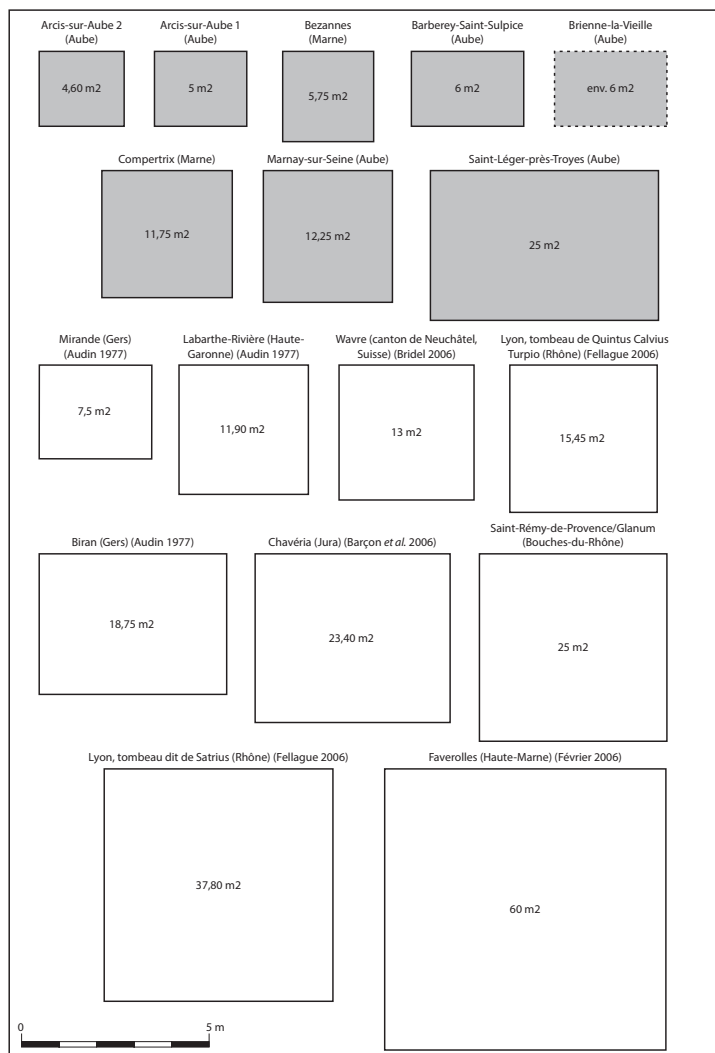 Arcis-sur-Aube 2
(Aube)
4,60 m2
Arcis-sur-Aube 1
(Aube)
5 m2
Bezannes
(Marne)
5,75 m2
Barberey-Saint-Sulpice
(Aube)
6 m2
Brienne-la-Vieille
(Aube)
env. 6 m2
Compertrix (Marne)
11,75 m2
Marnay-sur-Seine (Aube)
12,25 m2
Saint-Léger-près-Troyes (Aube)
25 m2
Mirande (Gers)
(Audin 1977)
7,5 m2
Labarthe-Rivière (Haute-
Garonne) (Audin 1977)
11,90 m2
Wavre (canton de Neuchâtel,
Suisse) (Bridel 2006)
13 m2
Lyon, tombeau de Quintus Calvius
Turpio (Rhône) (Fellague 2006)
15,45 m2
Biran (Gers) (Audin 1977)
18,75 m2
Chavéria (Jura) (Barçon et al. 2006)
23,40 m2
Saint-Rémy-de-Provence/Glanum
(Bouches-du-Rhône)
25 m2
Lyon, tombeau dit de Satrius (Rhône) (Fellague 2006)
37,80 m2
Faverolles (Haute-Marne) (Février 2006)
60 m2
0 5 m